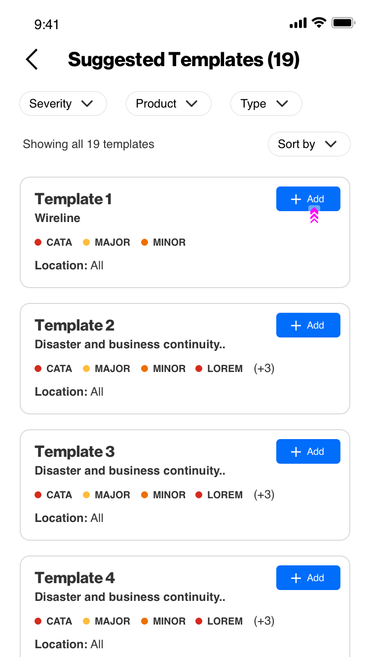 9:41
Suggested Templates (19)
Severity Product Type
Showing all 19 templates Sort by
Template 1 + Add
Wireline
CATA MAJOR MINOR
Location: All
Template 2 + Add
Disaster and business continuity..
CATA MAJOR MINOR LOREM (+3)
Location: All
Template 3 + Add
Disaster and business continuity..
CATA MAJOR MINOR LOREM (+3)
Location: All
Template 4 + Add
Disaster and business continuity..
CATA MAJOR MINOR LOREM (+3)
Location: All